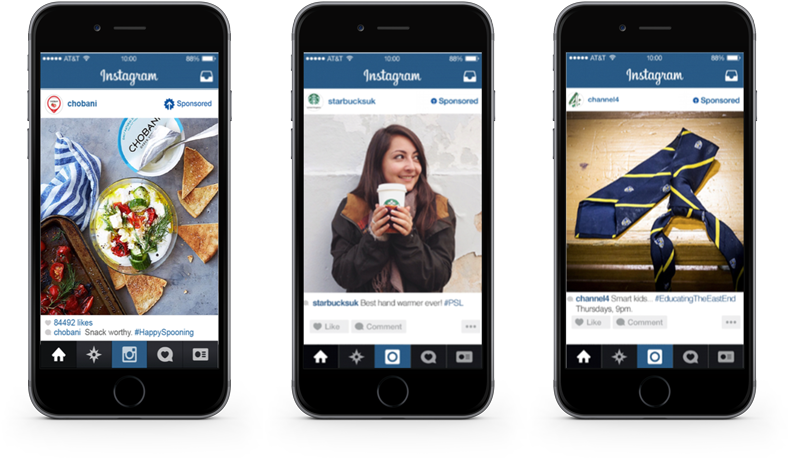 AT&T 10:00 88%
Instagram
chobani Sponsored
CHOBANI
84492 likes
chobani Snack worthy. #HappySpooning
AT&T 10:00 88%
Instagram
starbucksuk Sponsored
starbucksuk Best hand warmer ever! #PSL
Like Comment
AT&T 10:00 88%
Instagram
4
channel4 Sponsored
channel4 Smart kids... #EducatingTheEastEnd
Thursdays, 9pm.
Like Comment